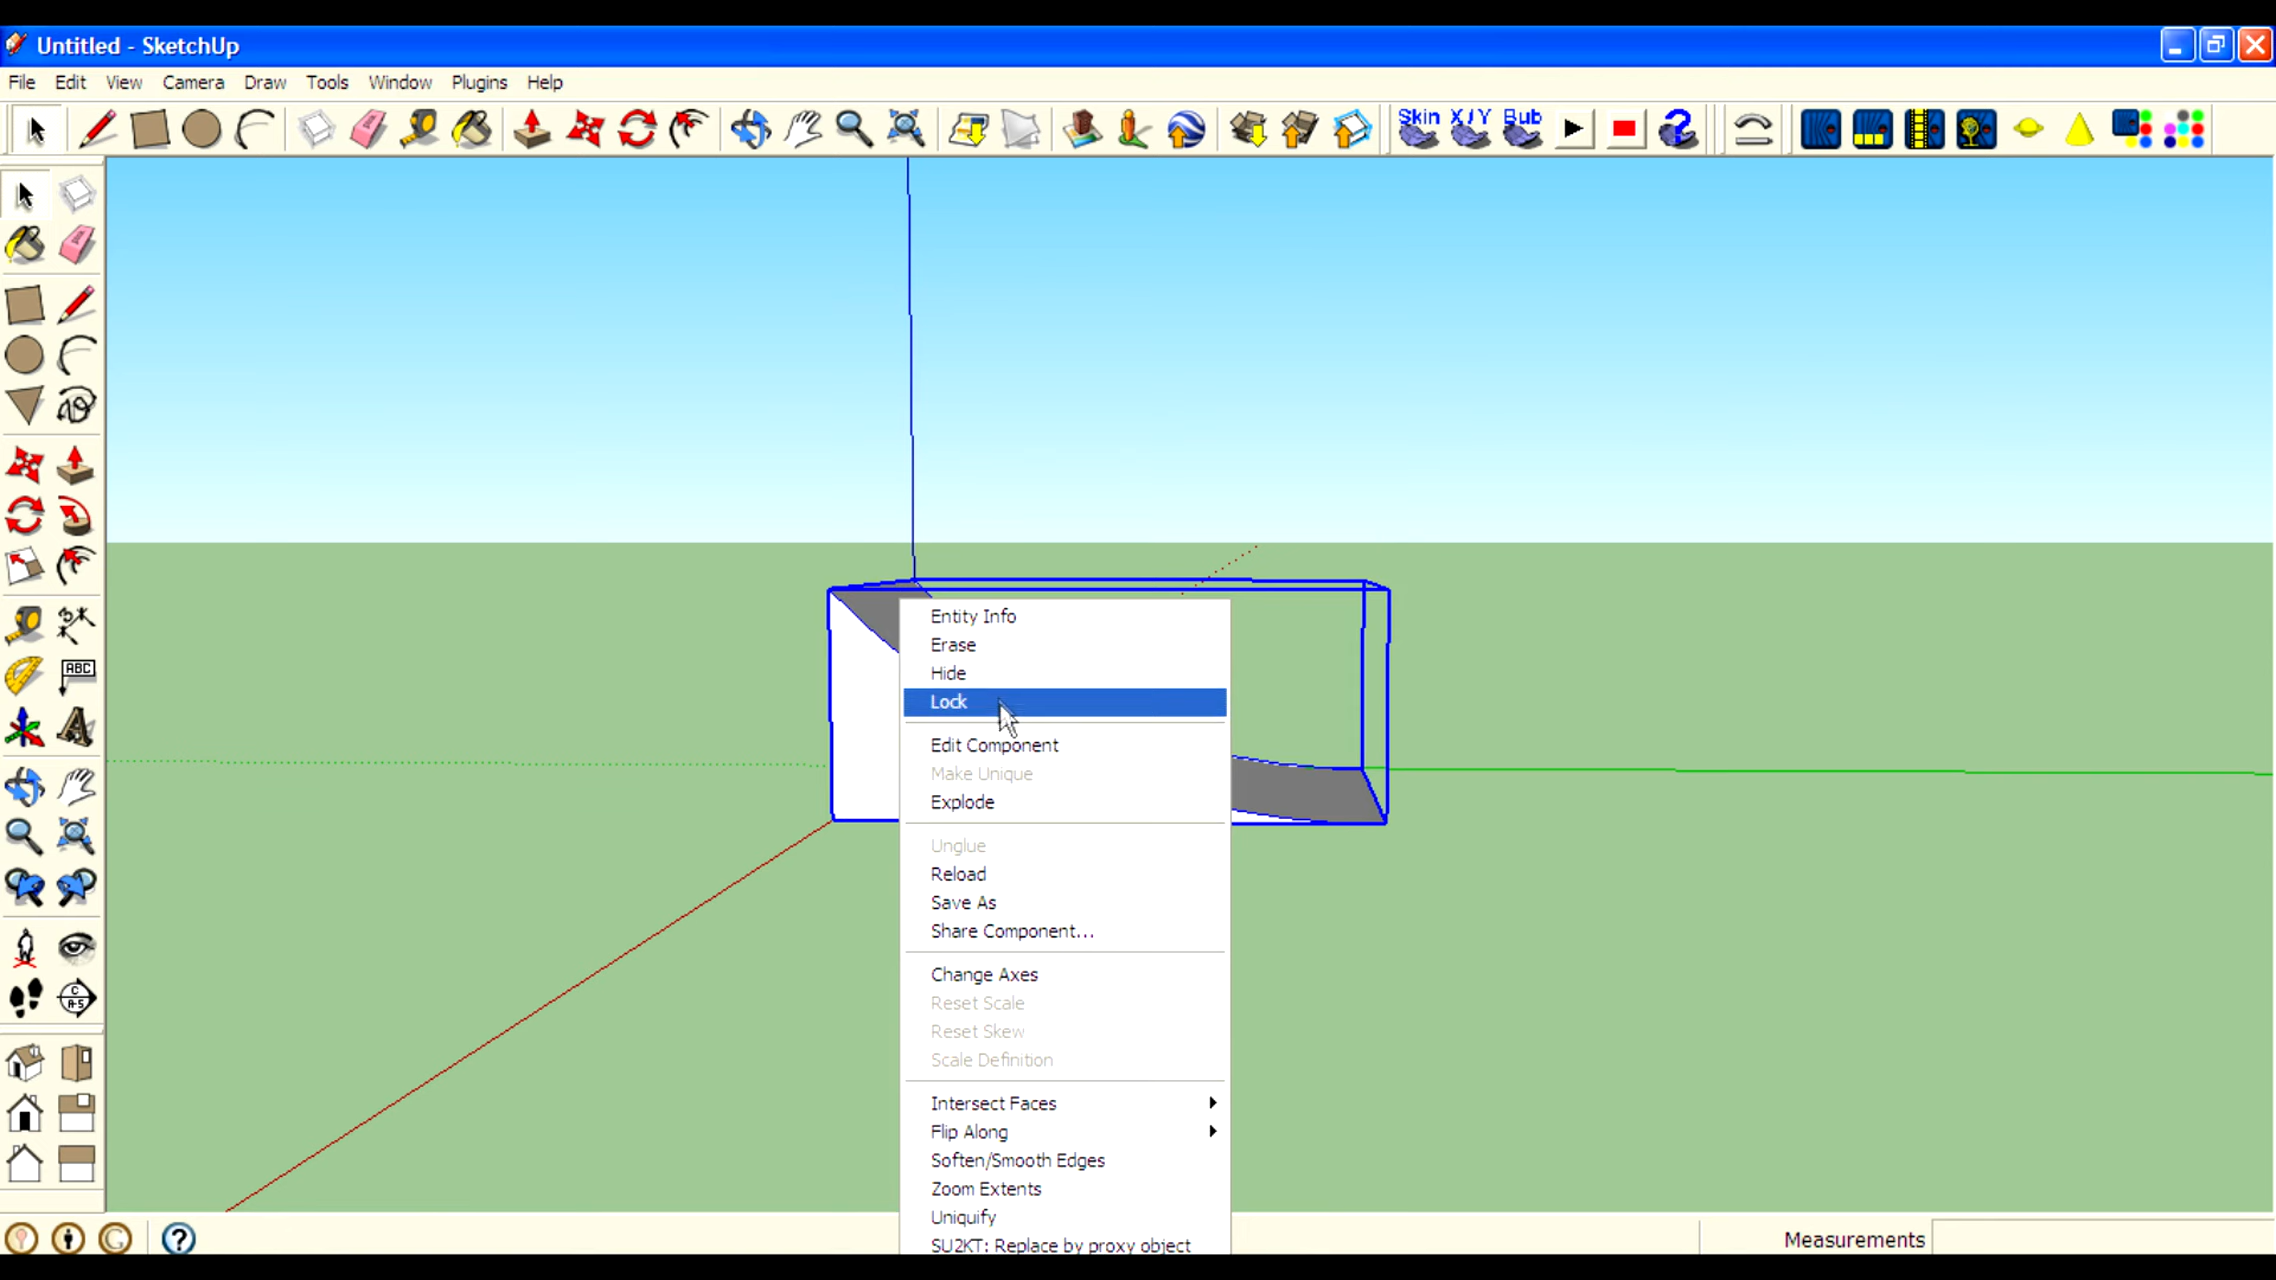 Untitled - SketchUp
File Edit View Camera Draw Tools Window Plugins Help
Skin X/Y Bub
ABC
C
A-5
Entity Info
Erase
Hide
Lock
Edit Component
Make Unique
Explode
Unglue
Reload
Save As
Share Component...
Change Axes
Reset Scale
Reset Skew
Scale Definition
Intersect Faces
Flip Along
Soften/Smooth Edges
Zoom Extents
Uniquify
SU2KT: Replace by proxy object
Measurements